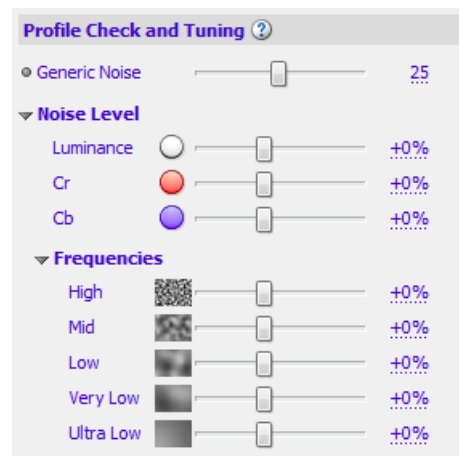 Profile Check and Tuning ?
Generic Noise 25
Noise Level
Luminance +0%
Cr +0%
Cb +0%
Frequencies
High +0%
Mid +0%
Low +0%
Very Low +0%
Ultra Low +0%